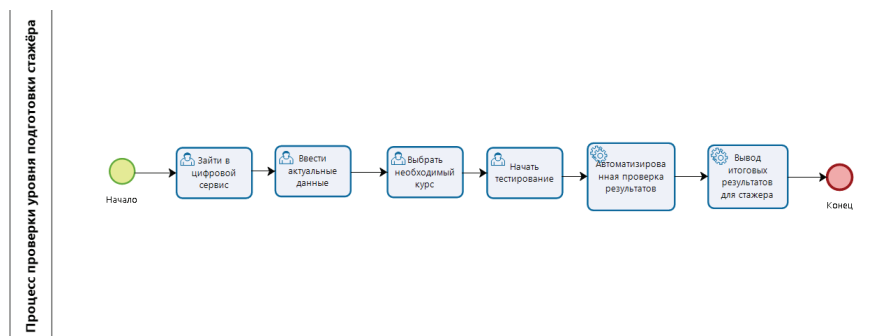 Процесс проверки уровня подготовки стажёра
Начало
Зайти в
цифровой
сервис
Ввести
актуальные
данные
Выбрать
необходимый
курс
Начать
тестирование
Автоматизирова
нная проверка
результатов
Вывод
итоговых
результатов
для стажера
Конец